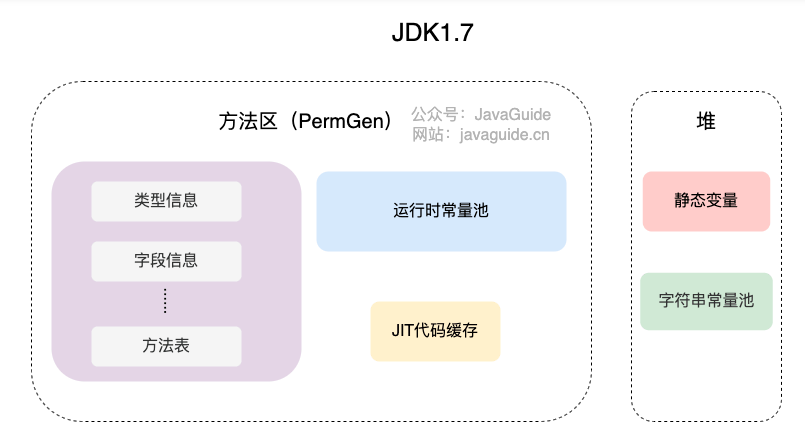 JDK1.7
方法区（PermGen）
公众号：JavaGuide
网站：javaguide.cn
堆
类型信息
字段信息
方法表
运行时常量池
JIT代码缓存
静态变量
字符串常量池